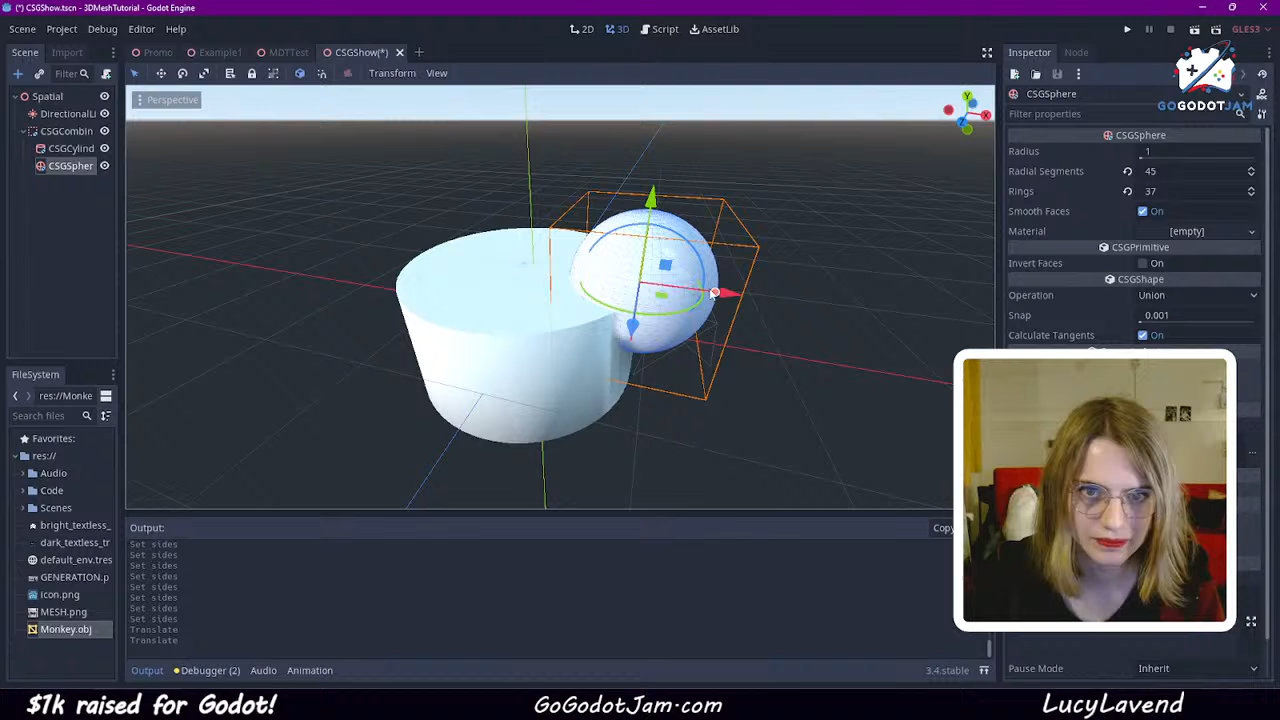 (*) CSGShow.tscn - 3DMeshTutorial - Godot Engine
Scene Project Debug Editor Help
2D 3D Script AssetLib
GLES3
Scene Import
Promo Example1 MDTTest CSGShow(*)
Inspector Node
Filter
Transform View
Spatial
DirectionalLi
CSGCombin
CSGCylind
CSGSpher
Perspective
Y
X
Z
GOGODOTJAM
CSGSphere
Filter properties
CSGSphere
Radius 1
Radial Segments 45
Rings 37
Smooth Faces On
Material [empty]
CSGPrimitive
Invert Faces On
CSGShape
Operation Union
Snap 0.001
Calculate Tangents On
FileSystem
res://Monke
Search files
Favorites:
res://
Audio
Code
Scenes
bright_textless_
dark_textless_tr
default_env.tres
GENERATION.p
icon.png
MESH.png
Monkey.obj
Output:
Copy
Set sides
Set sides
Set sides
Set sides
Set sides
Set sides
Set sides
Set sides
Translate
Translate
Output Debugger (2) Audio Animation
3.4.stable
Pause Mode Inherit
$1k raised for Godot!
GoGodotJam.com
LucyLavend